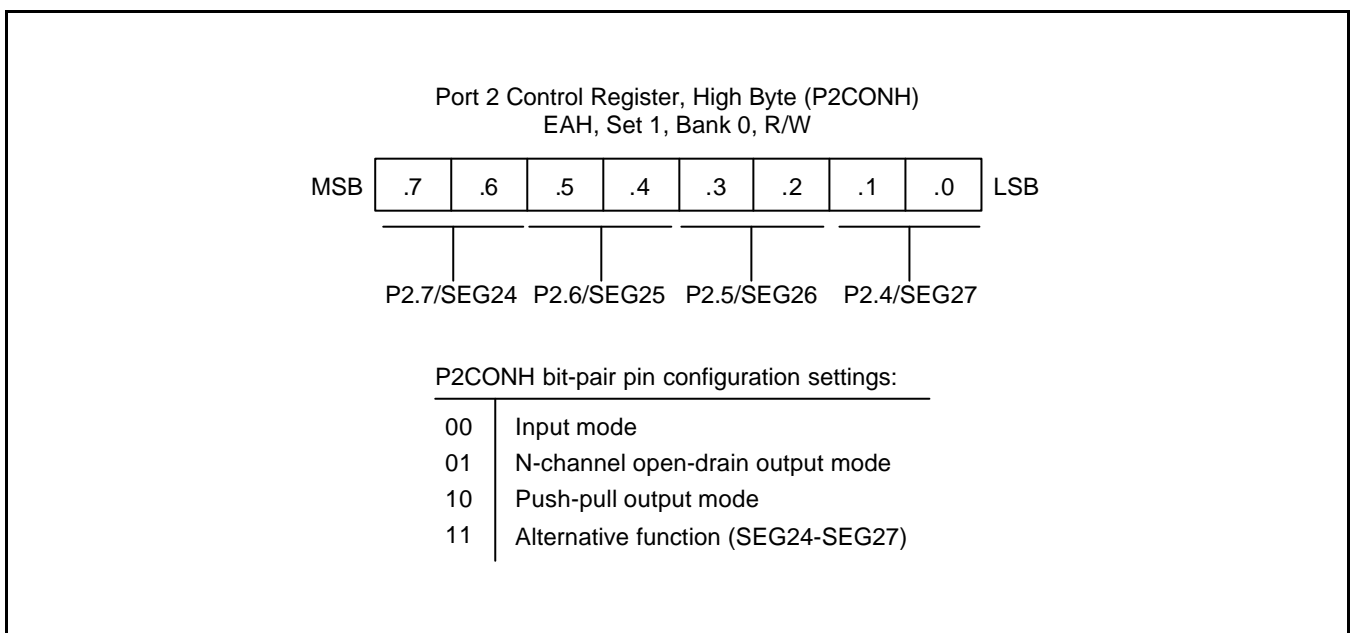 Port 2 Control Register, High Byte (P2CONH)
EAH, Set 1, Bank 0, R/W
MSB .7 .6 .5 .4 .3 .2 .1 .0 LSB
P2.7/SEG24 P2.6/SEG25 P2.5/SEG26 P2.4/SEG27
P2CONH bit-pair pin configuration settings:
00 Input mode
01 N-channel open-drain output mode
10 Push-pull output mode
11 Alternative function (SEG24-SEG27)